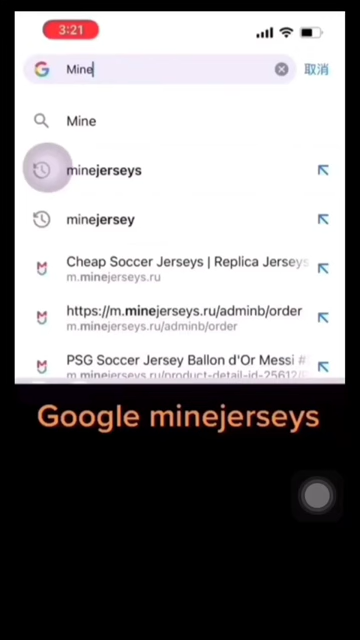 3:21
Mine
取消
Mine
minejerseys
minejersey
Cheap Soccer Jerseys | Replica Jerseys
m.minejerseys.ru
https://m.minejerseys.ru/adminb/order
m.minejerseys.ru/adminb/order
PSG Soccer Jersey Ballon d'Or Messi #
m.minejerseys.ru/product-detail-id-25612/
Google minejerseys